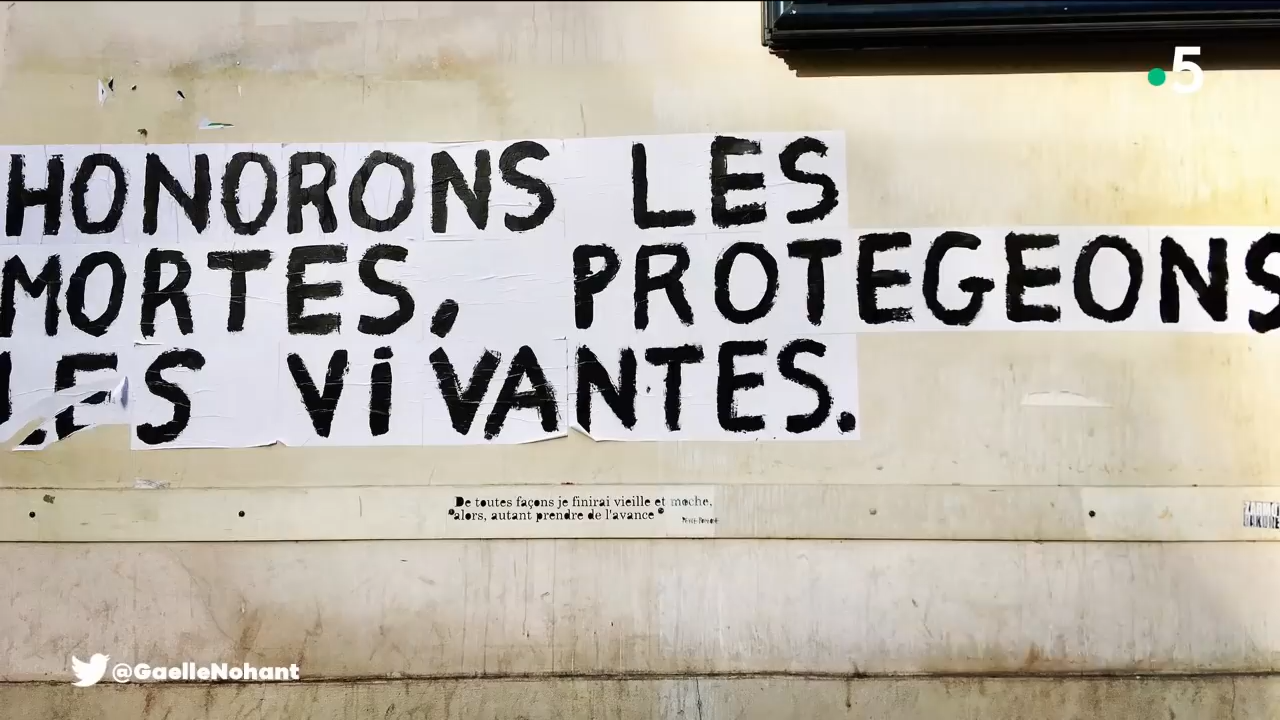 5
HONORONS LES
MORTES, PROTEGEONS
LES ViVANTES.
De toutes façons je finirai vieille et moche,
alors, autant prendre de l'avance
@GaelleNohant